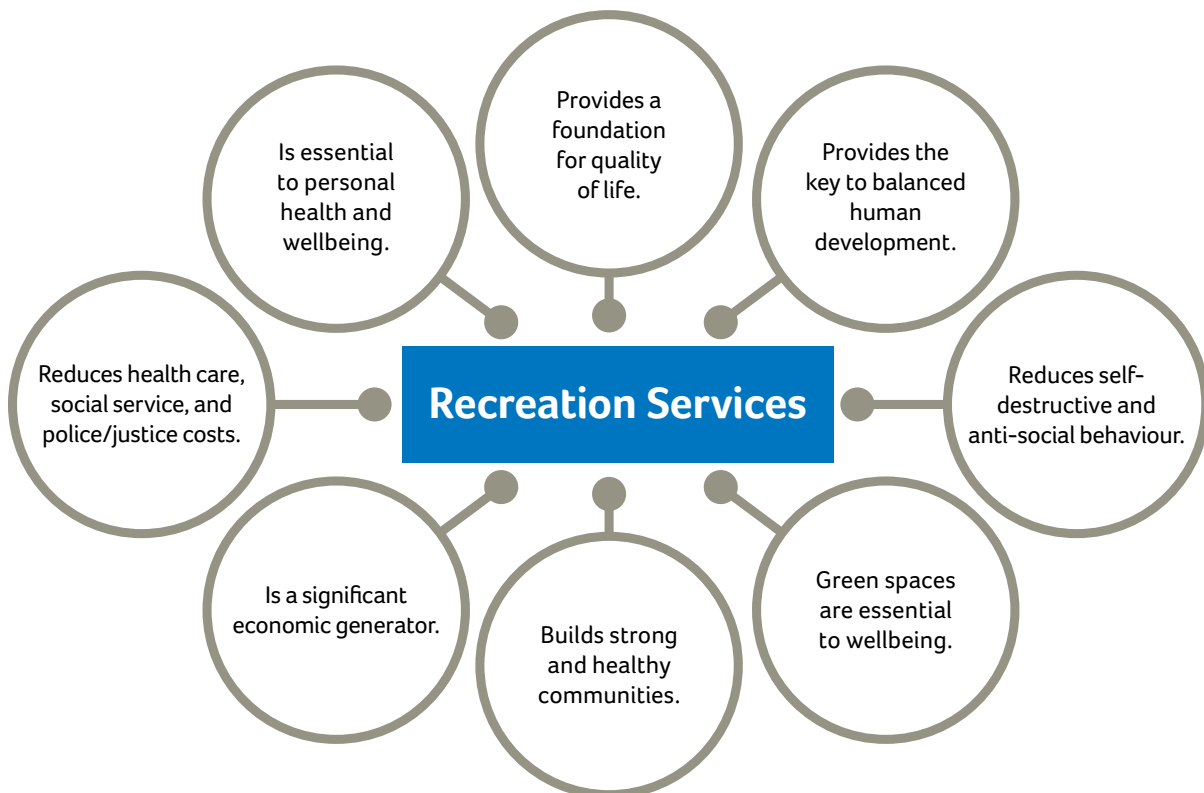 Provides a
foundation
for quality
of life.
Is essential
to personal
health and
wellbeing.
Provides the
key to balanced
human
development.
Reduces health care,
social service, and
police/justice costs.
Recreation Services
Reduces self-
destructive and
anti-social behaviour.
Is a significant
economic generator.
Builds strong
and healthy
communities.
Green spaces
are essential
to wellbeing.